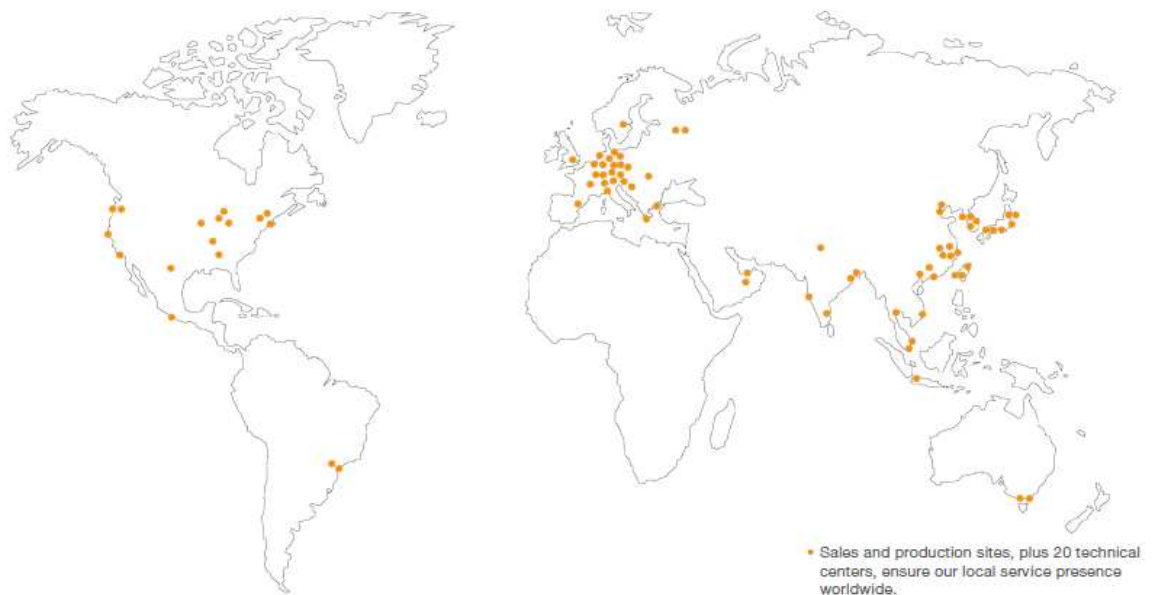 Sales and production sites, plus 20 technical
centers, ensure our local service presence
worldwide.